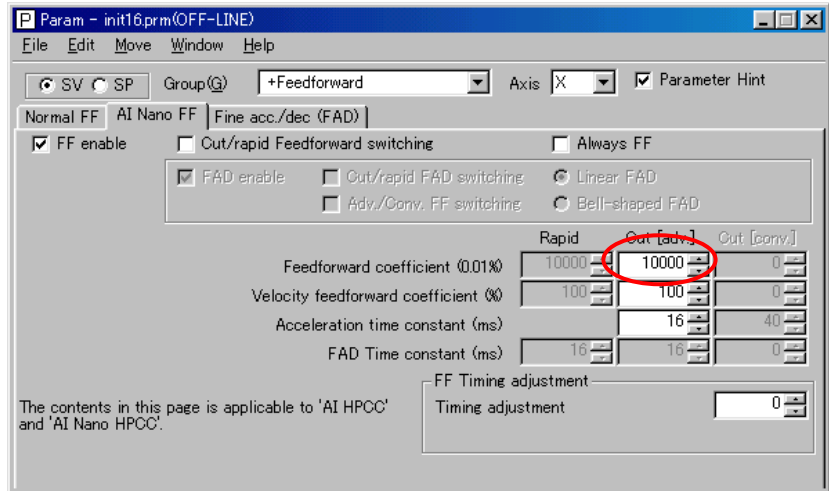 P Param - init16.prm(OFF-LINE)
File Edit Move Window Help
SV SP Group(G) +Feedforward Axis X Parameter Hint
Normal FF AI Nano FF Fine acc./dec (FAD)
FF enable Cut/rapid Feedforward switching Always FF
FAD enable Cut/rapid FAD switching Linear FAD
Adv./Conv. FF switching Bell-shaped FAD
Rapid Cut [adv.] Cut [conv.]
Feedforward coefficient (0.01%) 10000 10000 0
Velocity feedforward coefficient (%) 100 100 0
Acceleration time constant (ms) 16 40
FAD Time constant (ms) 16 16 0
FF Timing adjustment
The contents in this page is applicable to 'AI HPCC' Timing adjustment 0
and 'AI Nano HPCC'.